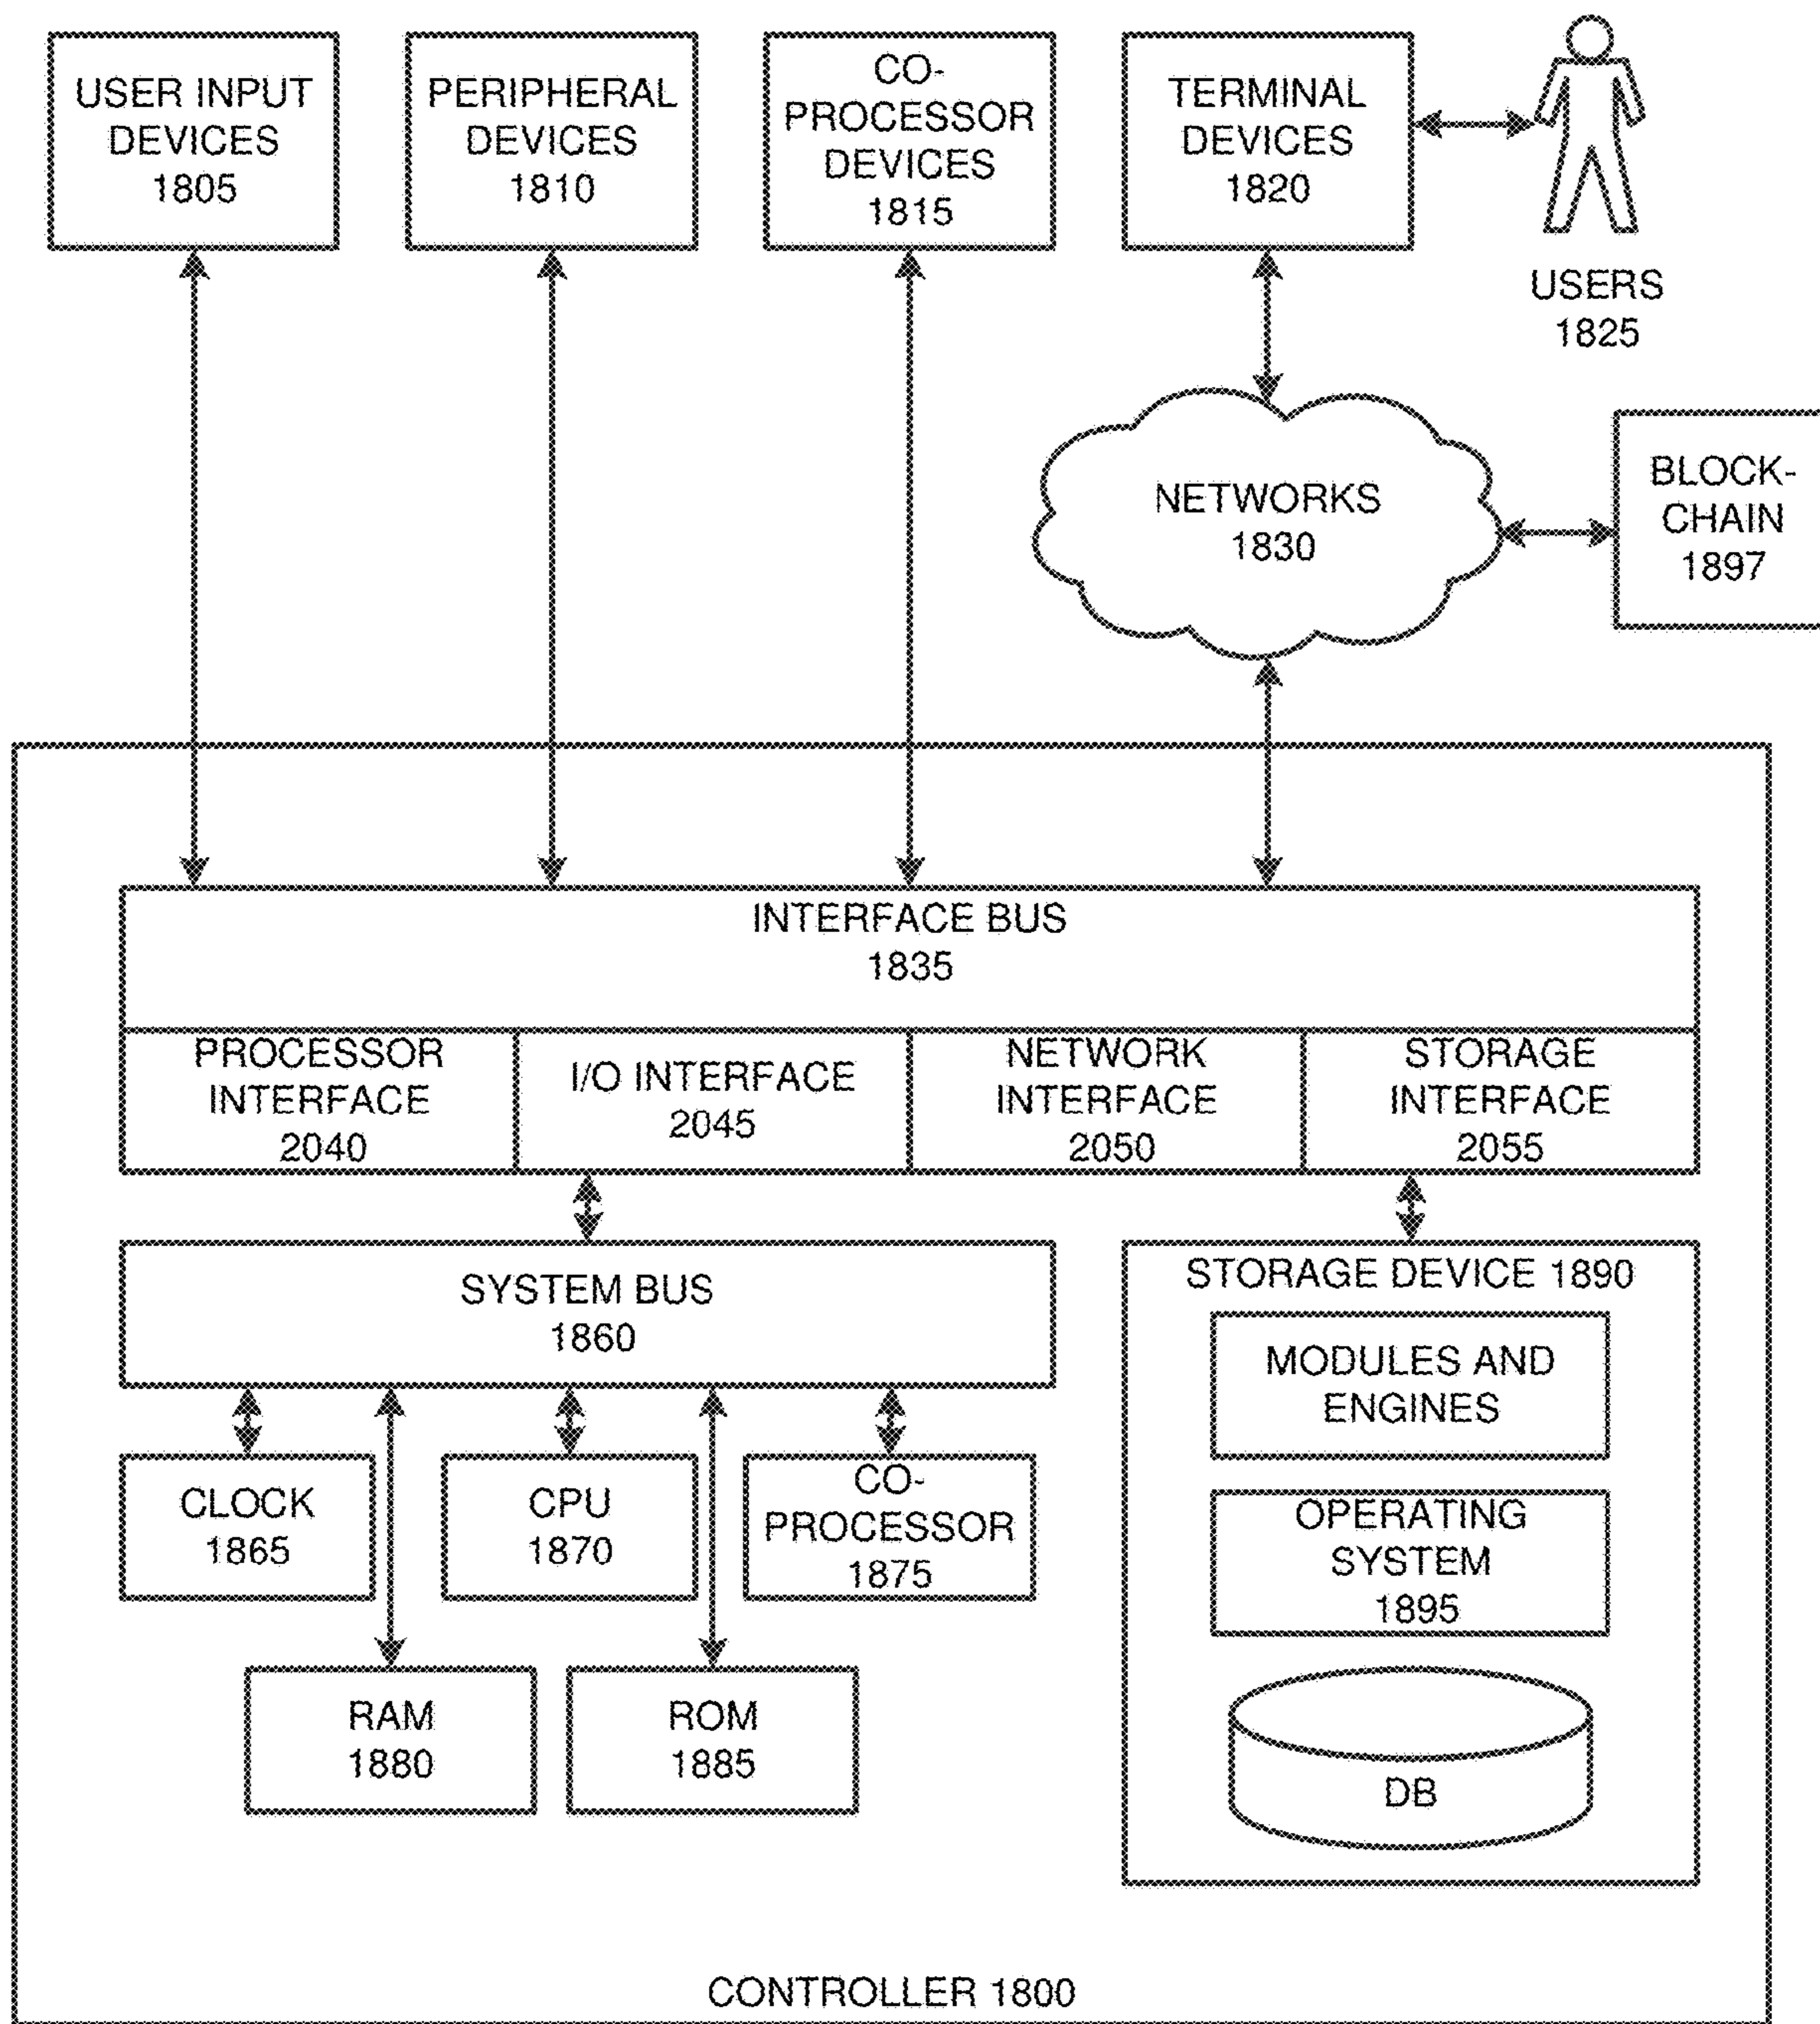 USER INPUT
DEVICES
1805
PERIPHERAL
DEVICES
1810
CO-
PROCESSOR
DEVICES
1815
TERMINAL
DEVICES
1820
USERS
1825
NETWORKS
1830
BLOCK-
CHAIN
1897
INTERFACE BUS
1835
PROCESSOR
INTERFACE
2040
I/O INTERFACE
2045
NETWORK
INTERFACE
2050
STORAGE
INTERFACE
2055
SYSTEM BUS
1860
STORAGE DEVICE 1890
MODULES AND
ENGINES
OPERATING
SYSTEM
1895
DB
CLOCK
1865
CPU
1870
CO-
PROCESSOR
1875
RAM
1880
ROM
1885
CONTROLLER 1800